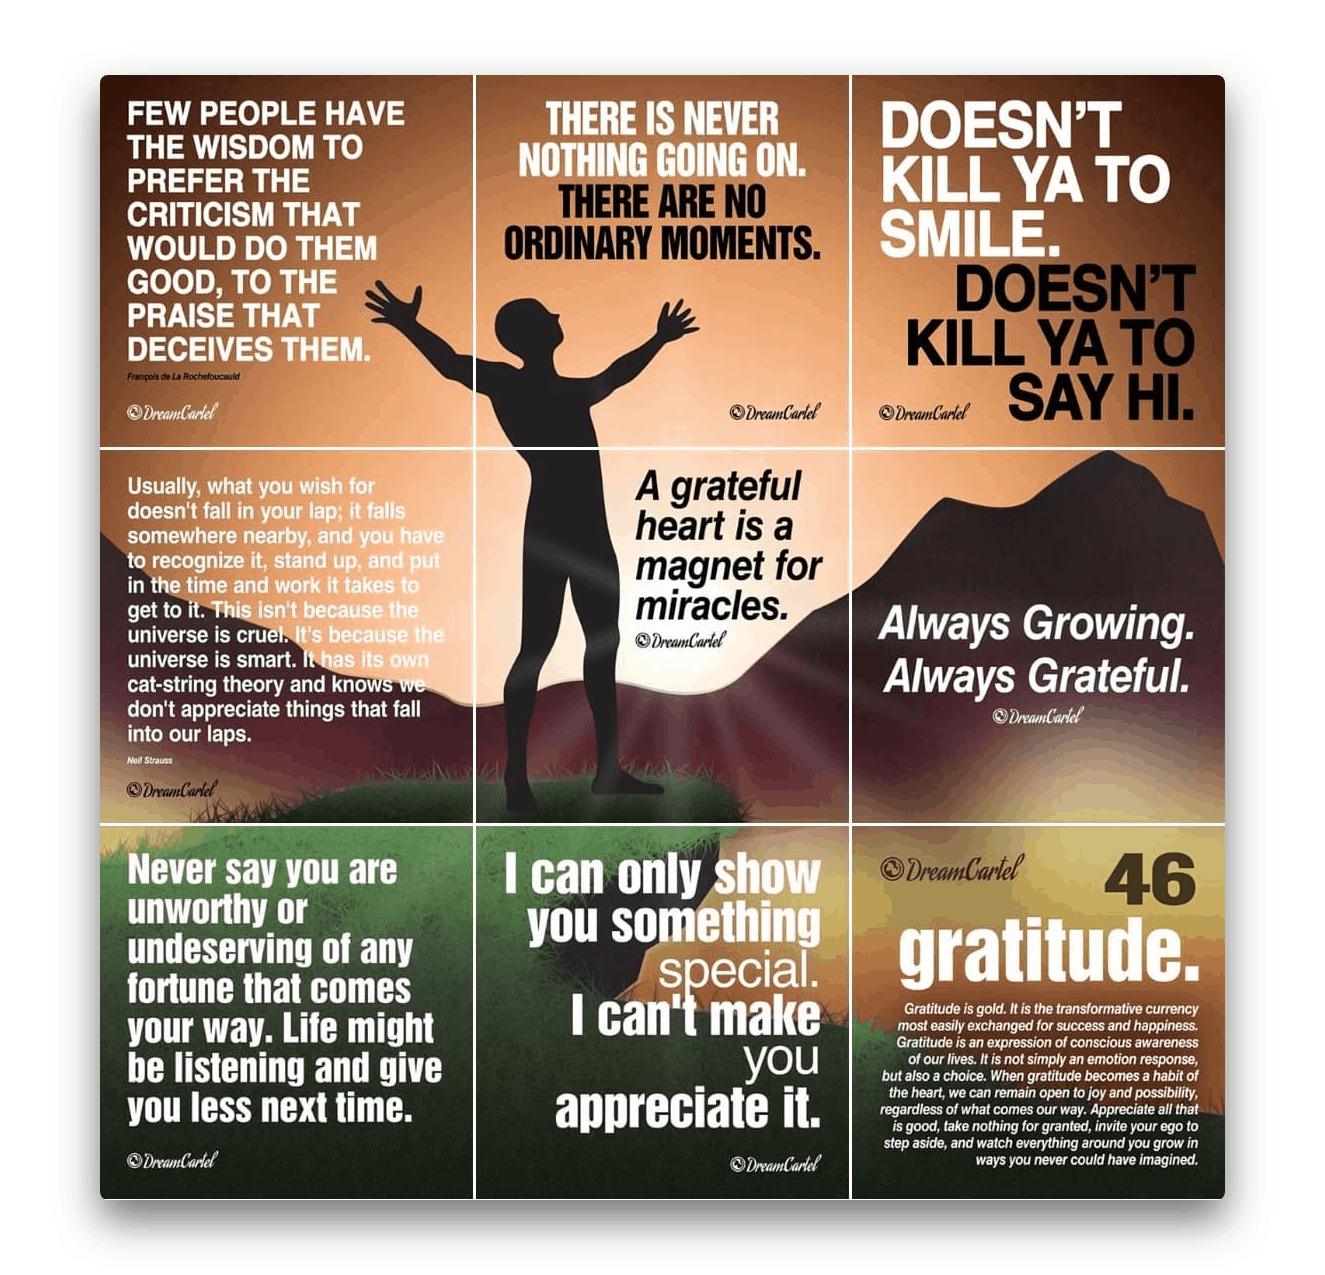 FEW PEOPLE HAVE
THE WISDOM TO
PREFER THE
CRITICISM THAT
WOULD DO THEM
GOOD, TO THE
PRAISE THAT
DECEIVES THEM.
François de La Rochefoucauld
DreamCartel
THERE IS NEVER
NOTHING GOING ON.
THERE ARE NO
ORDINARY MOMENTS.
DreamCartel
DOESN'T
KILL YA TO
SMILE.
DOESN'T
KILL YA TO
SAY HI.
DreamCartel
Usually, what you wish for
doesn't fall in your lap; it falls
somewhere nearby, and you have
to recognize it, stand up, and put
in the time and work it takes to
get to it. This isn't because the
universe is cruel. It's because the
universe is smart. It has its own
cat-string theory and knows we
don't appreciate things that fall
into our laps.
Neil Strauss
DreamCartel
A grateful
heart is a
magnet for
miracles.
DreamCartel
Always Growing.
Always Grateful.
DreamCartel
Never say you are
unworthy or
undeserving of any
fortune that comes
your way. Life might
be listening and give
you less next time.
DreamCartel
I can only show
you something
special.
I can't make
you
appreciate it.
DreamCartel
DreamCartel
46
gratitude.
Gratitude is gold. It is the transformative currency
most easily exchanged for success and happiness.
Gratitude is an expression of conscious awareness
of our lives. It is not simply an emotion response,
but also a choice. When gratitude becomes a habit of
the heart, we can remain open to joy and possibility,
regardless of what comes our way. Appreciate all that
is good, take nothing for granted, invite your ego to
step aside, and watch everything around you grow in
ways you never could have imagined.